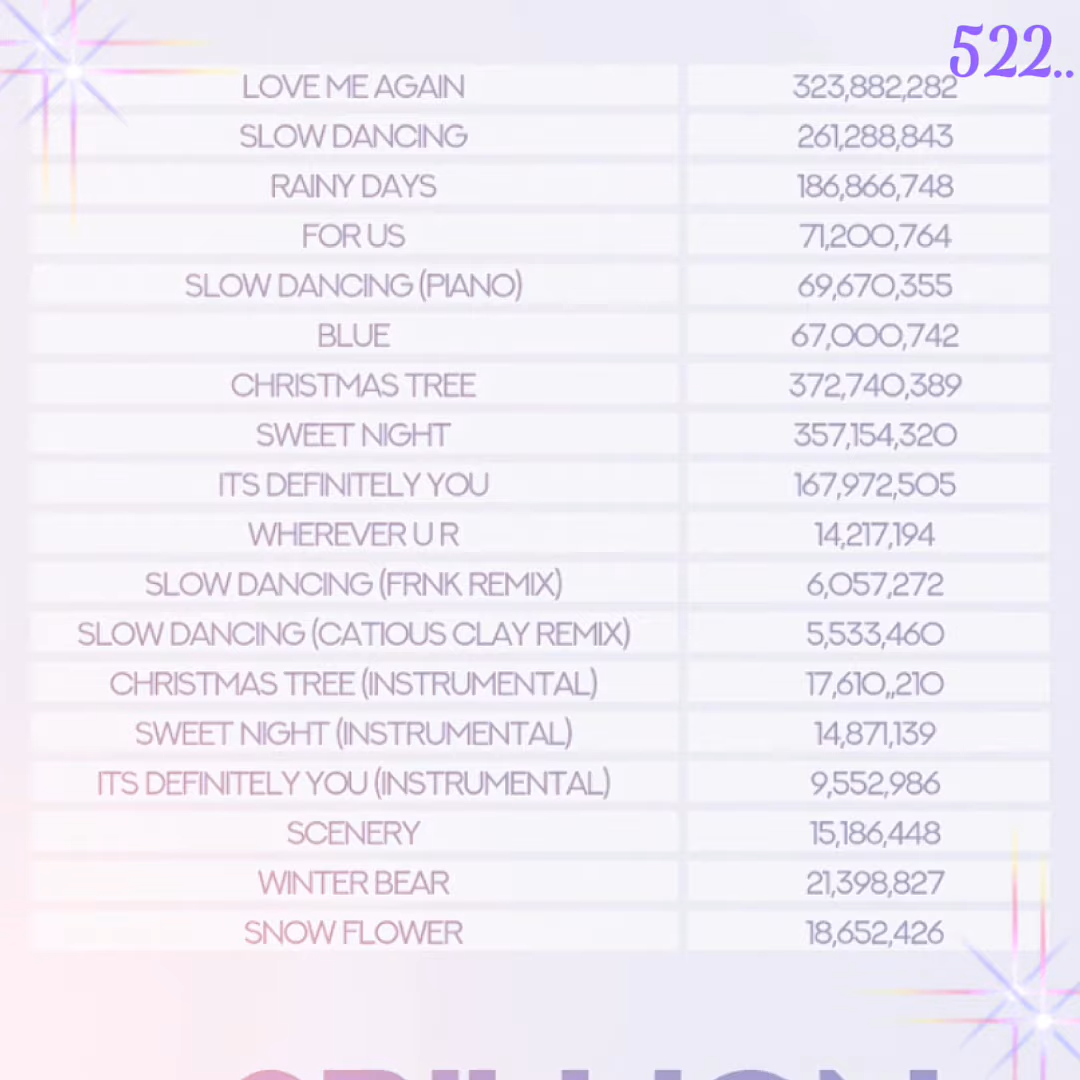 522..
LOVE ME AGAIN 323,882,282
SLOW DANCING 261,288,843
RAINY DAYS 186,866,748
FOR US 71,200,764
SLOW DANCING (PIANO) 69,670,355
BLUE 67,000,742
CHRISTMAS TREE 372,740,389
SWEET NIGHT 357,154,320
ITS DEFINITELY YOU 167,972,505
WHEREVER U R 14,217,194
SLOW DANCING (FRNK REMIX) 6,057,272
SLOW DANCING (CATIOUS CLAY REMIX) 5,533,460
CHRISTMAS TREE (INSTRUMENTAL) 17,610,,210
SWEET NIGHT (INSTRUMENTAL) 14,871,139
ITS DEFINITELY YOU (INSTRUMENTAL) 9,552,986
SCENERY 15,186,448
WINTER BEAR 21,398,827
SNOW FLOWER 18,652,426